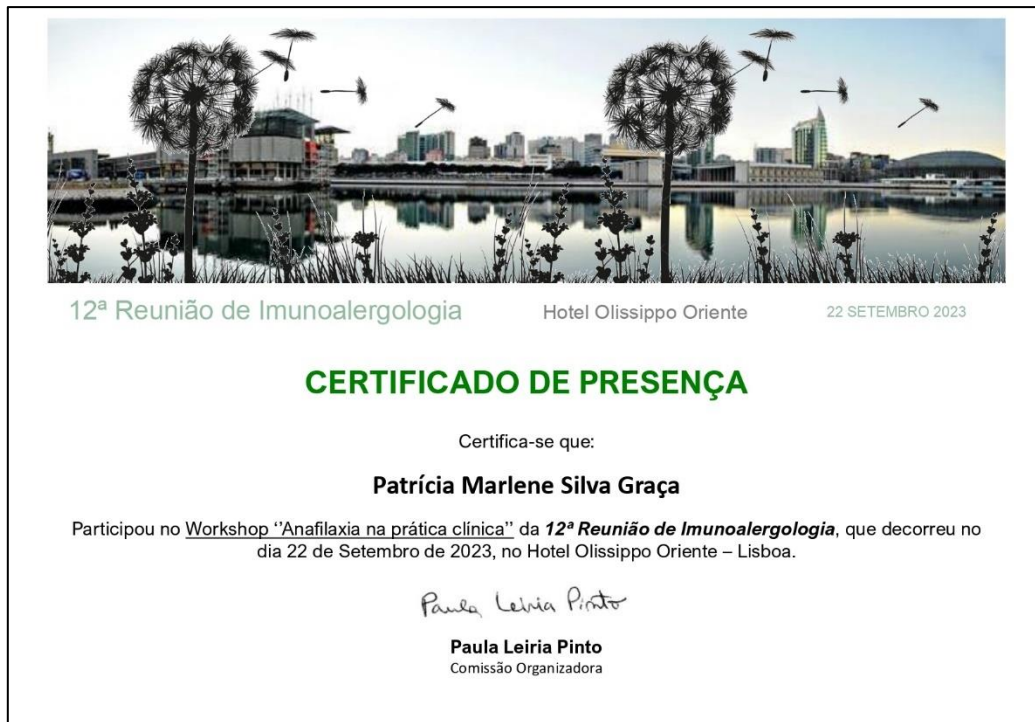 12ª Reunião de Imunoalergologia Hotel Olissippo Oriente 22 SETEMBRO 2023
CERTIFICADO DE PRESENÇA
Certifica-se que:
Patrícia Marlene Silva Graça
Participou no Workshop ‘’Anafilaxia na prática clínica’’ da 12ª Reunião de Imunoalergologia, que decorreu no
dia 22 de Setembro de 2023, no Hotel Olissippo Oriente – Lisboa.
Paula Leiria Pinto
Paula Leiria Pinto
Comissão Organizadora